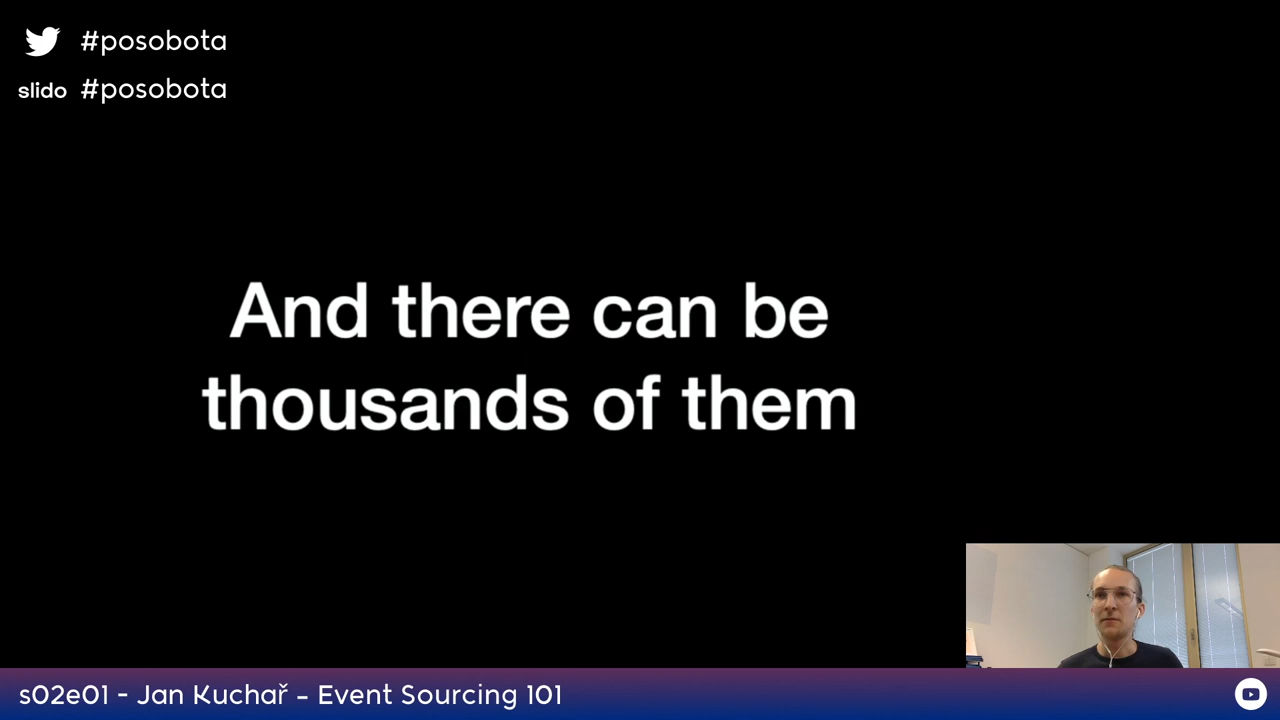 #posobota
slido #posobota
And there can be
thousands of them
s02e01 - Jan Kuchař - Event Sourcing 101